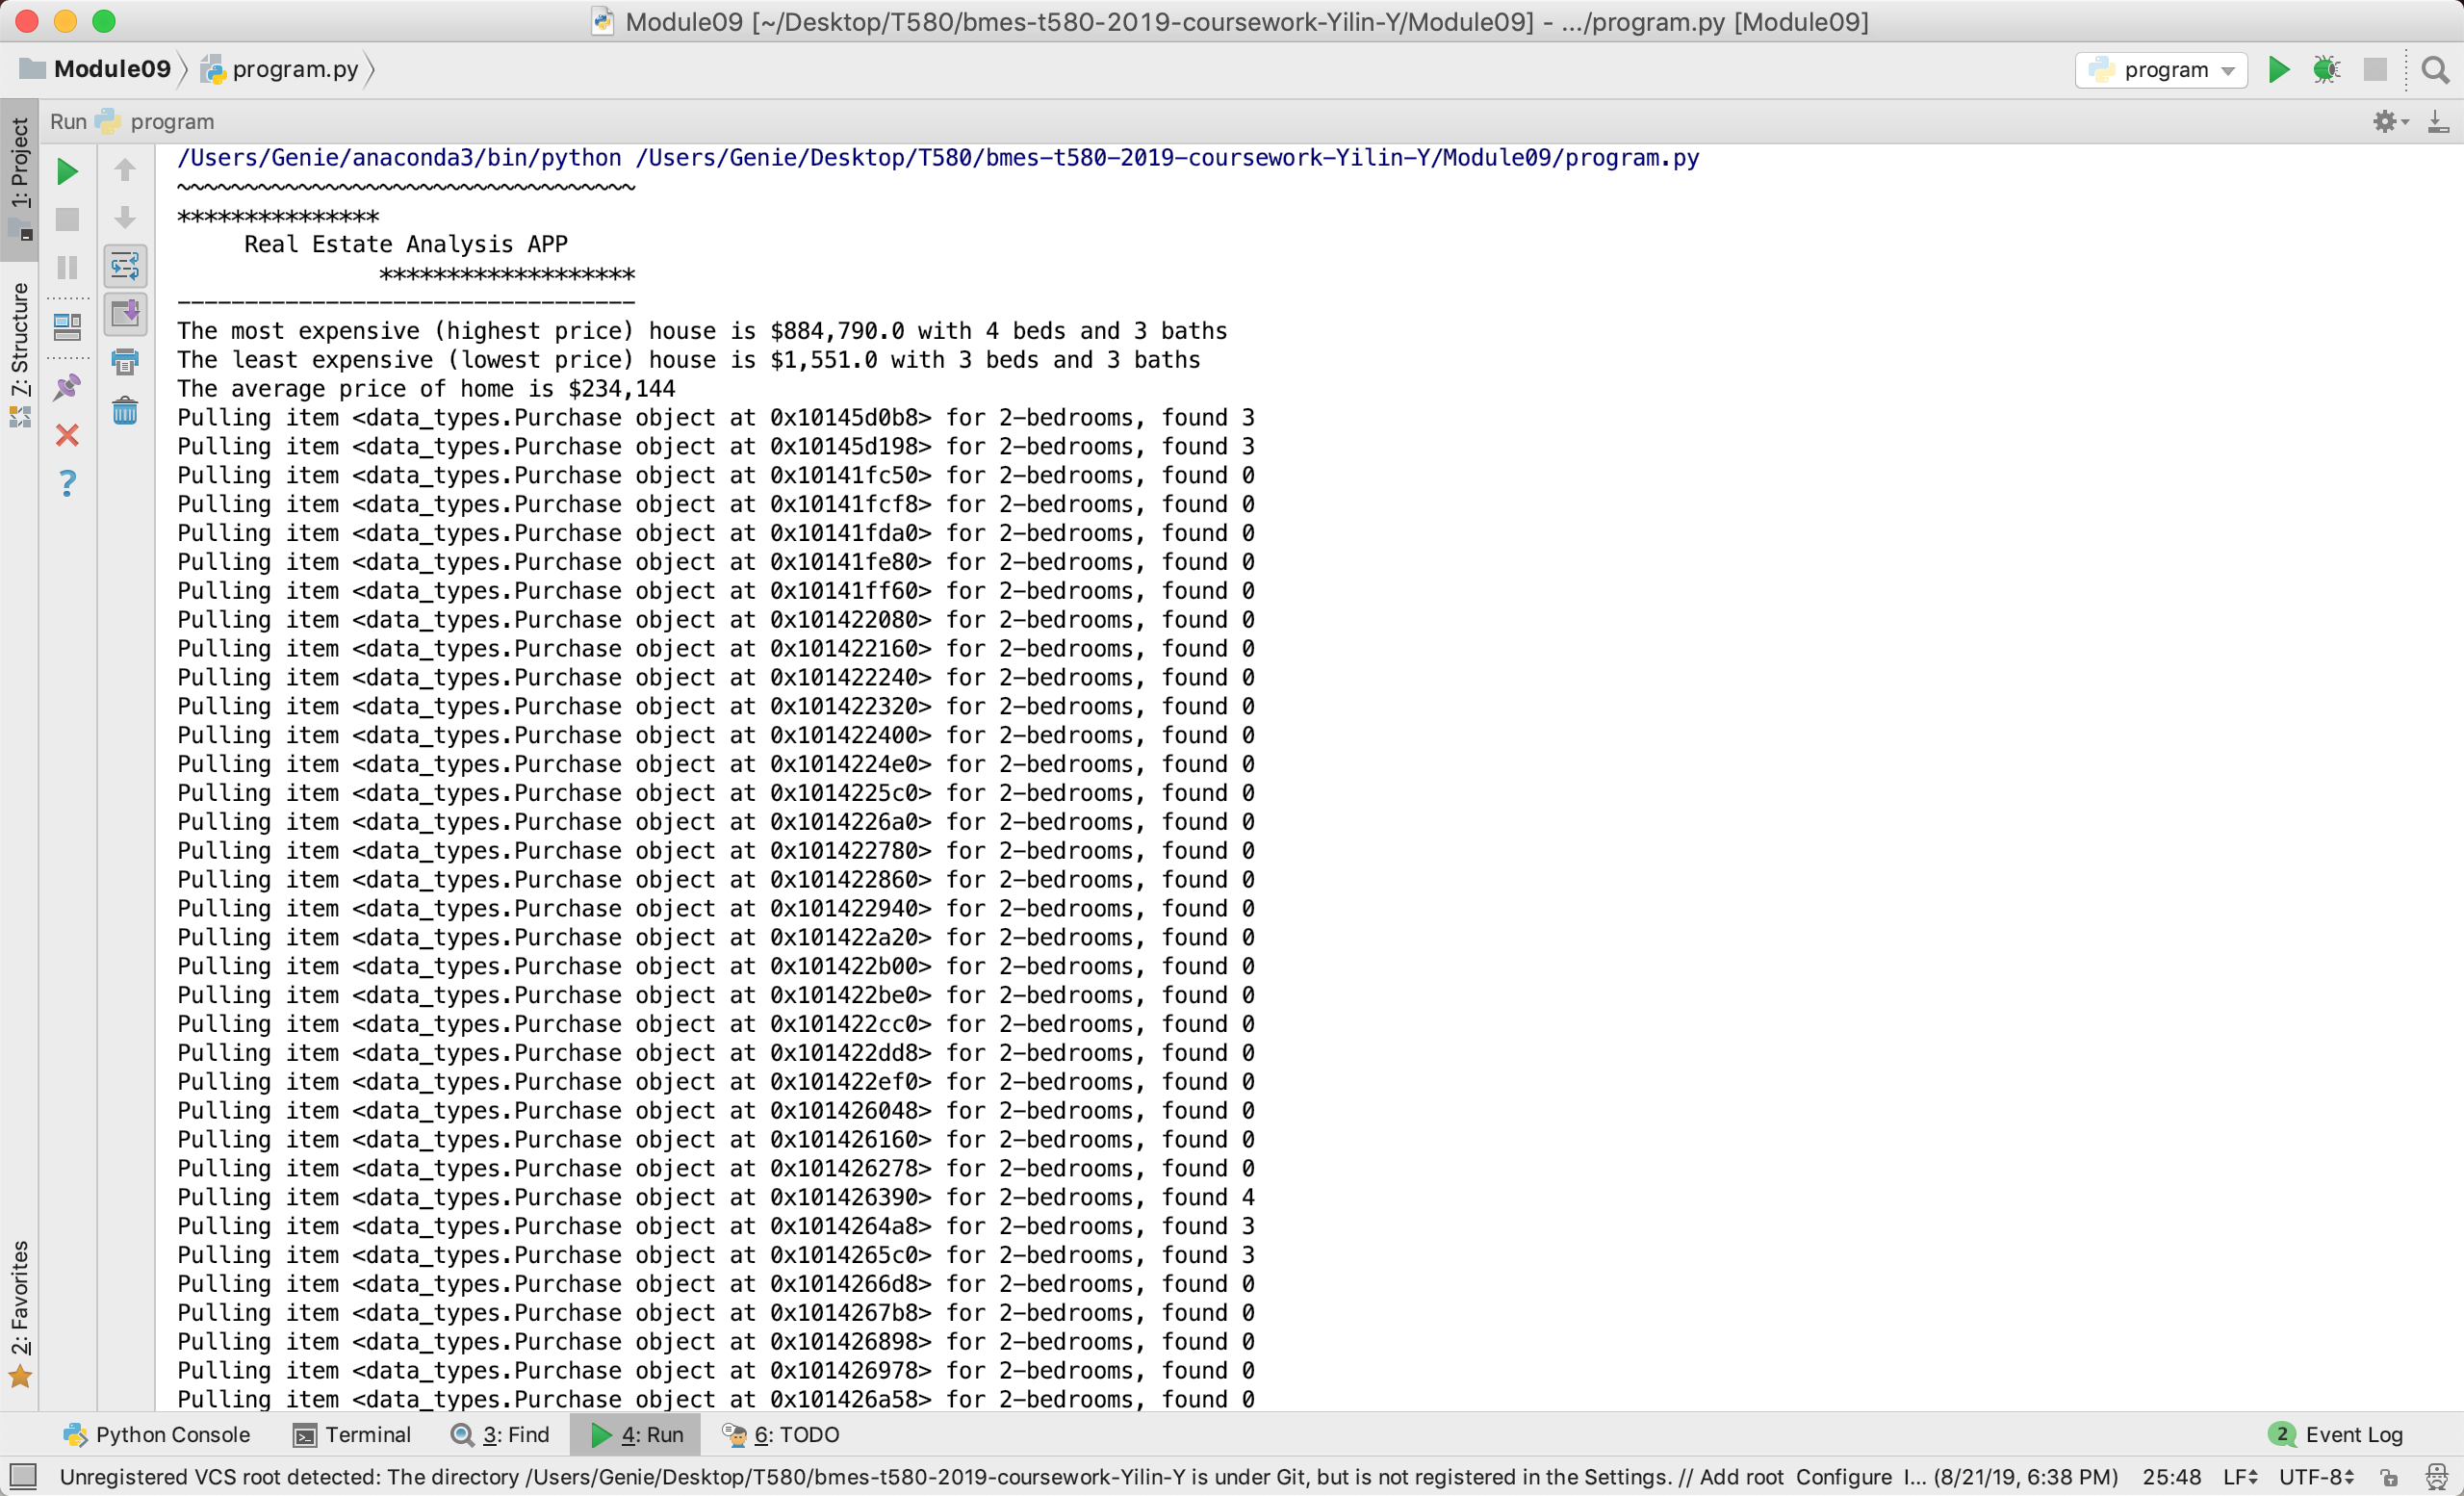 Module09 [~/Desktop/T580/bmes-t580-2019-coursework-Yilin-Y/Module09] - .../program.py [Module09]
Module09 program.py
program
Run program
1: Project
7: Structure
2: Favorites
/Users/Genie/anaconda3/bin/python /Users/Genie/Desktop/T580/bmes-t580-2019-coursework-Yilin-Y/Module09/program.py
~~~~~~~~~~~~~~~~~~~~~~~~~~~~~~~~~~
***************
Real Estate Analysis APP
*******************
----------------------------------
The most expensive (highest price) house is $884,790.0 with 4 beds and 3 baths
The least expensive (lowest price) house is $1,551.0 with 3 beds and 3 baths
The average price of home is $234,144
Pulling item <data_types.Purchase object at 0x10145d0b8> for 2-bedrooms, found 3
Pulling item <data_types.Purchase object at 0x10145d198> for 2-bedrooms, found 3
Pulling item <data_types.Purchase object at 0x10141fc50> for 2-bedrooms, found 0
Pulling item <data_types.Purchase object at 0x10141fcf8> for 2-bedrooms, found 0
Pulling item <data_types.Purchase object at 0x10141fda0> for 2-bedrooms, found 0
Pulling item <data_types.Purchase object at 0x10141fe80> for 2-bedrooms, found 0
Pulling item <data_types.Purchase object at 0x10141ff60> for 2-bedrooms, found 0
Pulling item <data_types.Purchase object at 0x101422080> for 2-bedrooms, found 0
Pulling item <data_types.Purchase object at 0x101422160> for 2-bedrooms, found 0
Pulling item <data_types.Purchase object at 0x101422240> for 2-bedrooms, found 0
Pulling item <data_types.Purchase object at 0x101422320> for 2-bedrooms, found 0
Pulling item <data_types.Purchase object at 0x101422400> for 2-bedrooms, found 0
Pulling item <data_types.Purchase object at 0x1014224e0> for 2-bedrooms, found 0
Pulling item <data_types.Purchase object at 0x1014225c0> for 2-bedrooms, found 0
Pulling item <data_types.Purchase object at 0x1014226a0> for 2-bedrooms, found 0
Pulling item <data_types.Purchase object at 0x101422780> for 2-bedrooms, found 0
Pulling item <data_types.Purchase object at 0x101422860> for 2-bedrooms, found 0
Pulling item <data_types.Purchase object at 0x101422940> for 2-bedrooms, found 0
Pulling item <data_types.Purchase object at 0x101422a20> for 2-bedrooms, found 0
Pulling item <data_types.Purchase object at 0x101422b00> for 2-bedrooms, found 0
Pulling item <data_types.Purchase object at 0x101422be0> for 2-bedrooms, found 0
Pulling item <data_types.Purchase object at 0x101422cc0> for 2-bedrooms, found 0
Pulling item <data_types.Purchase object at 0x101422dd8> for 2-bedrooms, found 0
Pulling item <data_types.Purchase object at 0x101422ef0> for 2-bedrooms, found 0
Pulling item <data_types.Purchase object at 0x101426048> for 2-bedrooms, found 0
Pulling item <data_types.Purchase object at 0x101426160> for 2-bedrooms, found 0
Pulling item <data_types.Purchase object at 0x101426278> for 2-bedrooms, found 0
Pulling item <data_types.Purchase object at 0x101426390> for 2-bedrooms, found 4
Pulling item <data_types.Purchase object at 0x1014264a8> for 2-bedrooms, found 3
Pulling item <data_types.Purchase object at 0x1014265c0> for 2-bedrooms, found 3
Pulling item <data_types.Purchase object at 0x1014266d8> for 2-bedrooms, found 0
Pulling item <data_types.Purchase object at 0x1014267b8> for 2-bedrooms, found 0
Pulling item <data_types.Purchase object at 0x101426898> for 2-bedrooms, found 0
Pulling item <data_types.Purchase object at 0x101426978> for 2-bedrooms, found 0
Pulling item <data_types.Purchase object at 0x101426a58> for 2-bedrooms, found 0
Python Console Terminal 3: Find 4: Run 6: TODO 2 Event Log
Unregistered VCS root detected: The directory /Users/Genie/Desktop/T580/bmes-t580-2019-coursework-Yilin-Y is under Git, but is not registered in the Settings. // Add root Configure I... (8/21/19, 6:38 PM) 25:48 LF UTF-8